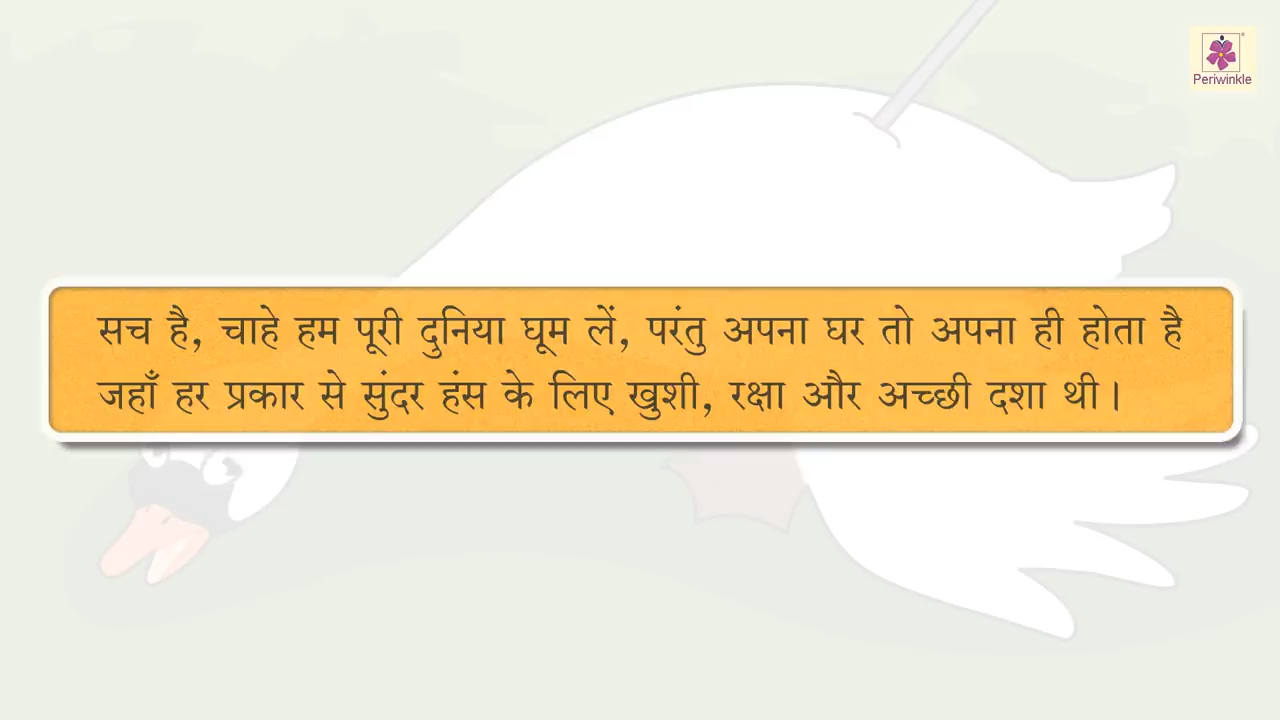 Periwinkle
सच है, चाहे हम पूरी दुनिया घूम लें, परंतु अपना घर तो अपना ही होता है
जहाँ हर प्रकार से सुंदर हंस के लिए खुशी, रक्षा और अच्छी दशा थी।